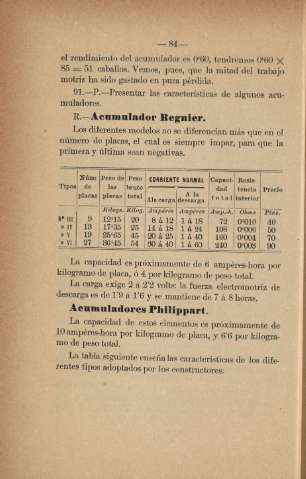 — 84 —
el rendimiento del acumulador es 0'60, tendremos 0'60 ×
85 = 51 caballos. Vemos, pues, que la mitad del trabajo
motriz ha sido gastado en pura pérdida.
91.—P.—Presentar las características de algunos acu-
muladores.
R.—Acumulador Regnier.
Los diferentes modelos no se diferencian más que en el
número de placas, el cual es siempre impar, para que la
primera y última sean negativas.
Tipos Núm de placas Peso de las placas Peso bruto total CORRIENTE NORMAL Á la carga A la descarga Capaci-dad total Resis-tencia interior Precio
Kilogs. Kilog. Ampères Ampères Amp.-h. Ohms Ptas.
Nº III 9 12'15 20 8 á 12 1 á 18 72 0'010 40
» IV 13 17'35 25 14 á 18 1 á 24 108 0'006 50
» V 19 25'65 45 20 á 25 1 á 40 160 0'004 70
» VI 27 36'45 54 30 á 40 1 á 60 240 0'003 90
La capacidad es próximamente de 6 ampères-hora por
kilogramo de placa, ó 4 por kilogramo de peso total.
La carga exige 2 á 2'2 volts: la fuerza electromotriz de
descarga es de 1'9 á 1'6 y se mantiene de 7 á 8 horas.
Acumuladores Philippart.
La capacidad de estos elementos es próximamente de
10 ampères-hora por kilogramo de placa, y 6'6 por kilogra-
mo de peso total.
La tabla siguiente enseña las características de los dife-
rentes tipos adoptados por los constructores: